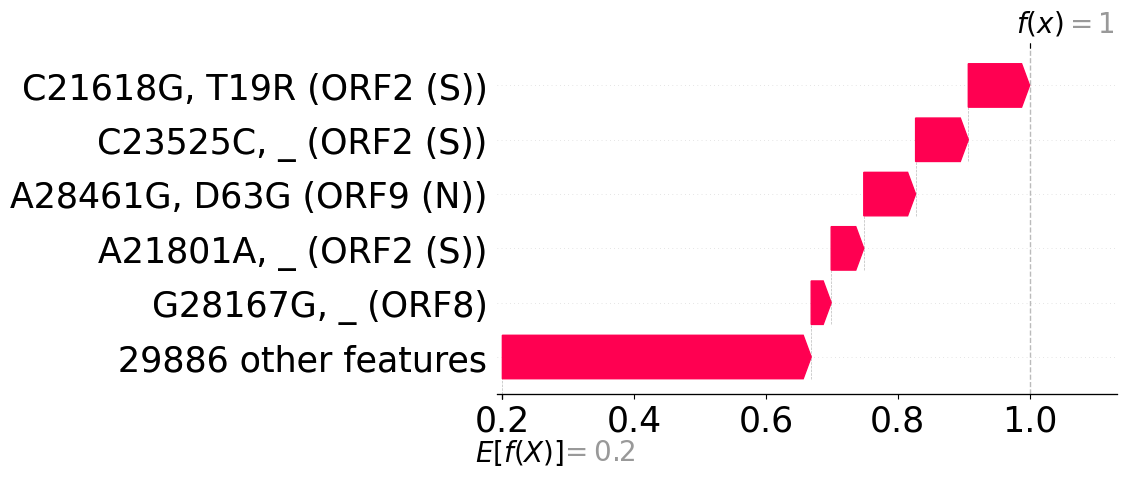 f(x) = 1
C21618G, T19R (ORF2 (S))
C23525C, _ (ORF2 (S))
A28461G, D63G (ORF9 (N))
A21801A, _ (ORF2 (S))
G28167G, _ (ORF8)
29886 other features
0.2 0.4 0.6 0.8 1.0
E[f(X)] = 0.2